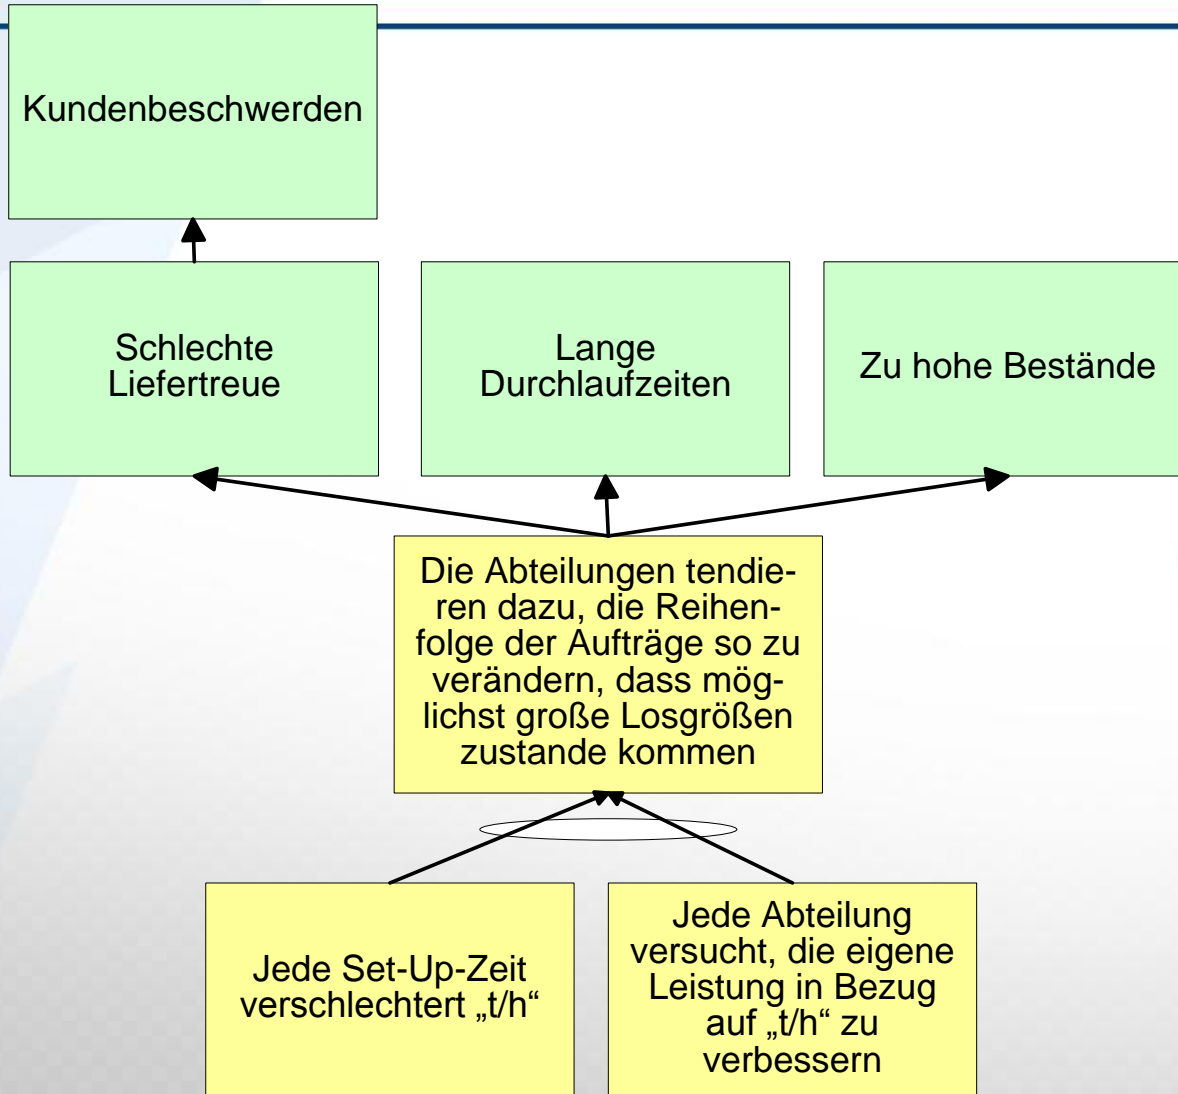 Kundenbeschwerden
Schlechte
Liefertreue
Lange
Durchlaufzeiten
Zu hohe Bestände
Die Abteilungen tendie-
ren dazu, die Reihen-
folge der Aufträge so zu
verändern, dass mög-
lichst große Losgrößen
zustande kommen
Jede Set-Up-Zeit
verschlechtert „t/h“
Jede Abteilung
versucht, die eigene
Leistung in Bezug
auf „t/h“ zu
verbessern